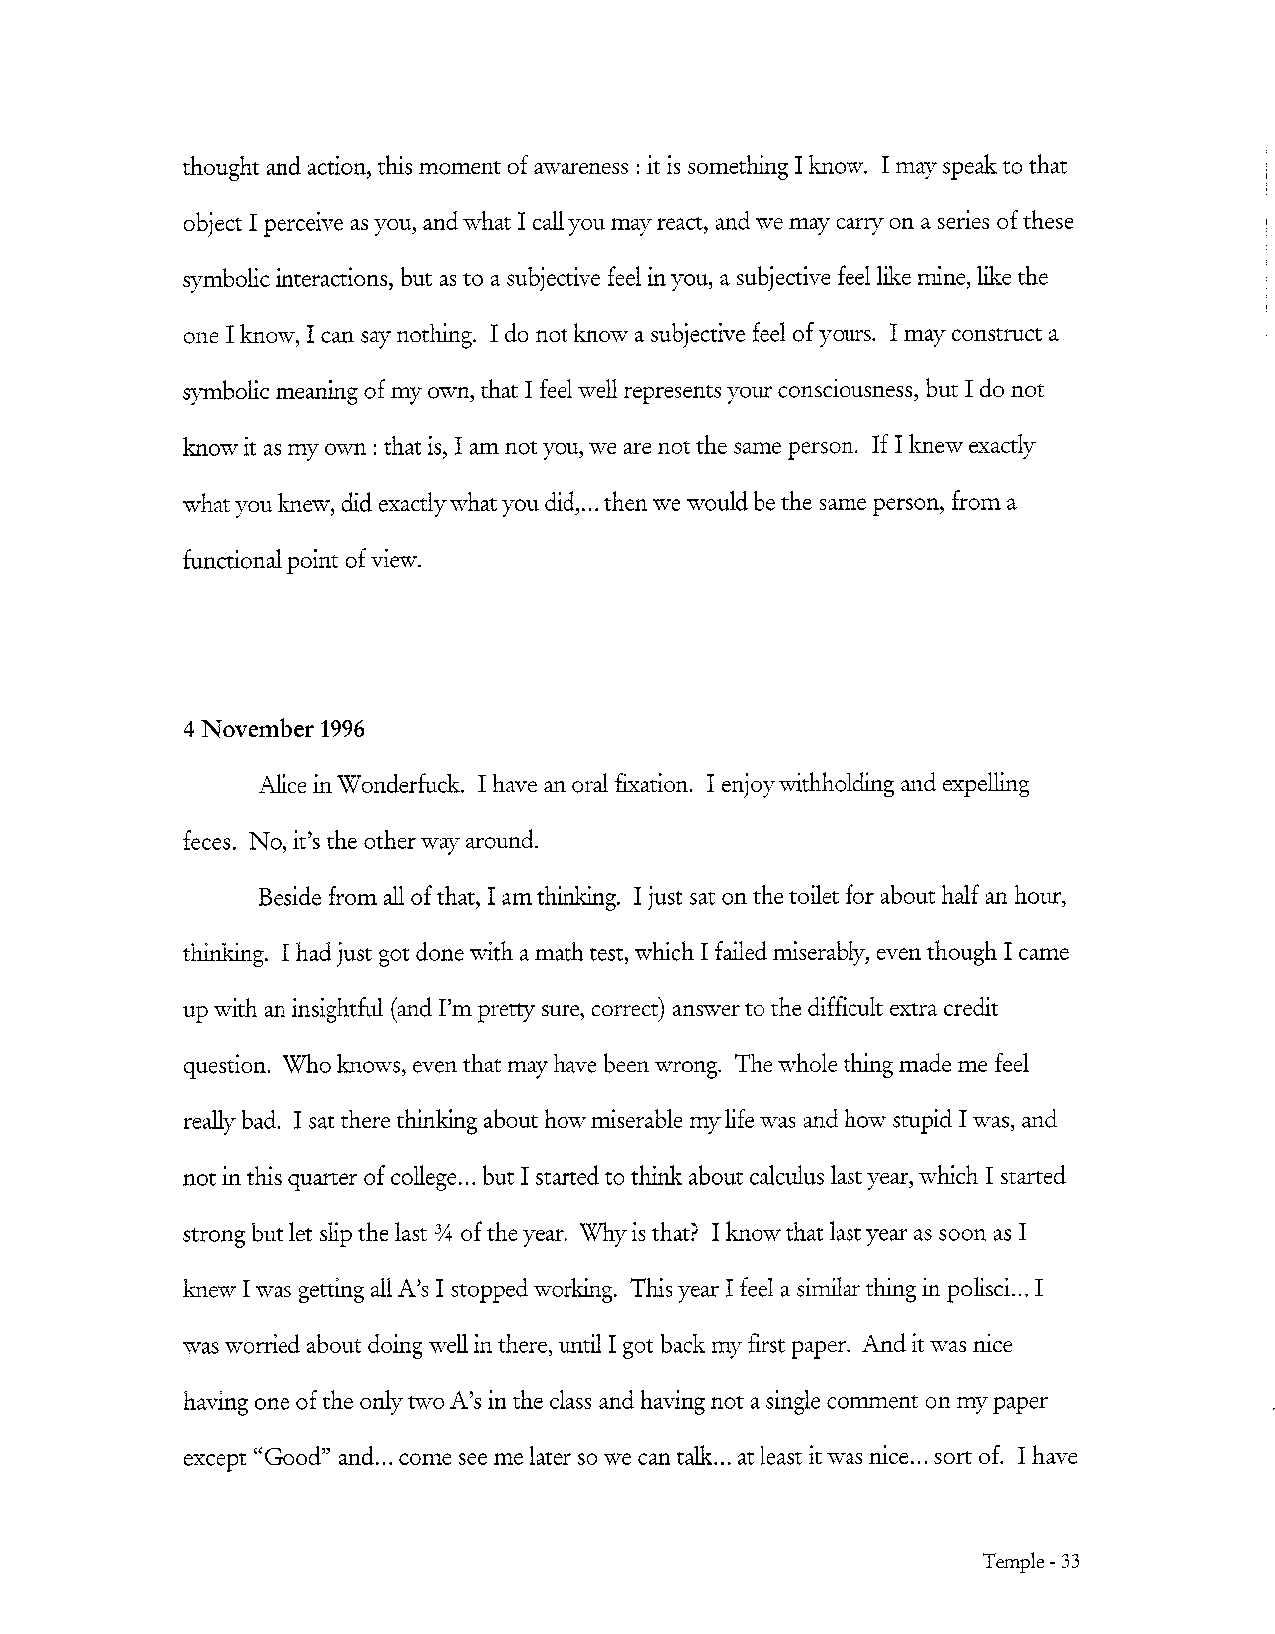 thought and action, this moment of awareness : it is something I know.  I may speak to that
object I perceive as you, and what I call you may react, and we may carry on a series of these
symbolic interactions, but as to a subjective feel in you, a subjective feel like mine, like the
one I know, I can say nothing.  I do not know a subjective feel of yours.  I may construct a
symbolic meaning of my own, that I feel well represents your consciousness, but I do not
know it as my own : that is, I am not you, we are not the same person.  If I knew exactly
what you knew, did exactly what you did,... then we would be the same person, from a
functional point of view.
4 November 1996
Alice in Wonderfuck.  I have an oral fixation.  I enjoy withholding and expelling
feces.  No, it's the other way around.
Beside from all of that, I am thinking.  I just sat on the toilet for about half an hour,
thinking.  I had just got done with a math test, which I failed miserably, even though I came
up with an insightful (and I'm pretty sure, correct) answer to the difficult extra credit
question.  Who knows, even that may have been wrong.  The whole thing made me feel
really bad.  I sat there thinking about how miserable my life was and how stupid I was, and
not in this quarter of college... but I started to think about calculus last year, which I started
strong but let slip the last ¾ of the year.  Why is that?  I know that last year as soon as I
knew I was getting all A's I stopped working.  This year I feel a similar thing in polisci... I
was worried about doing well in there, until I got back my first paper.  And it was nice
having one of the only two A's in the class and having not a single comment on my paper
except “Good” and... come see me later so we can talk... at least it was nice... sort of.  I have
Temple - 33